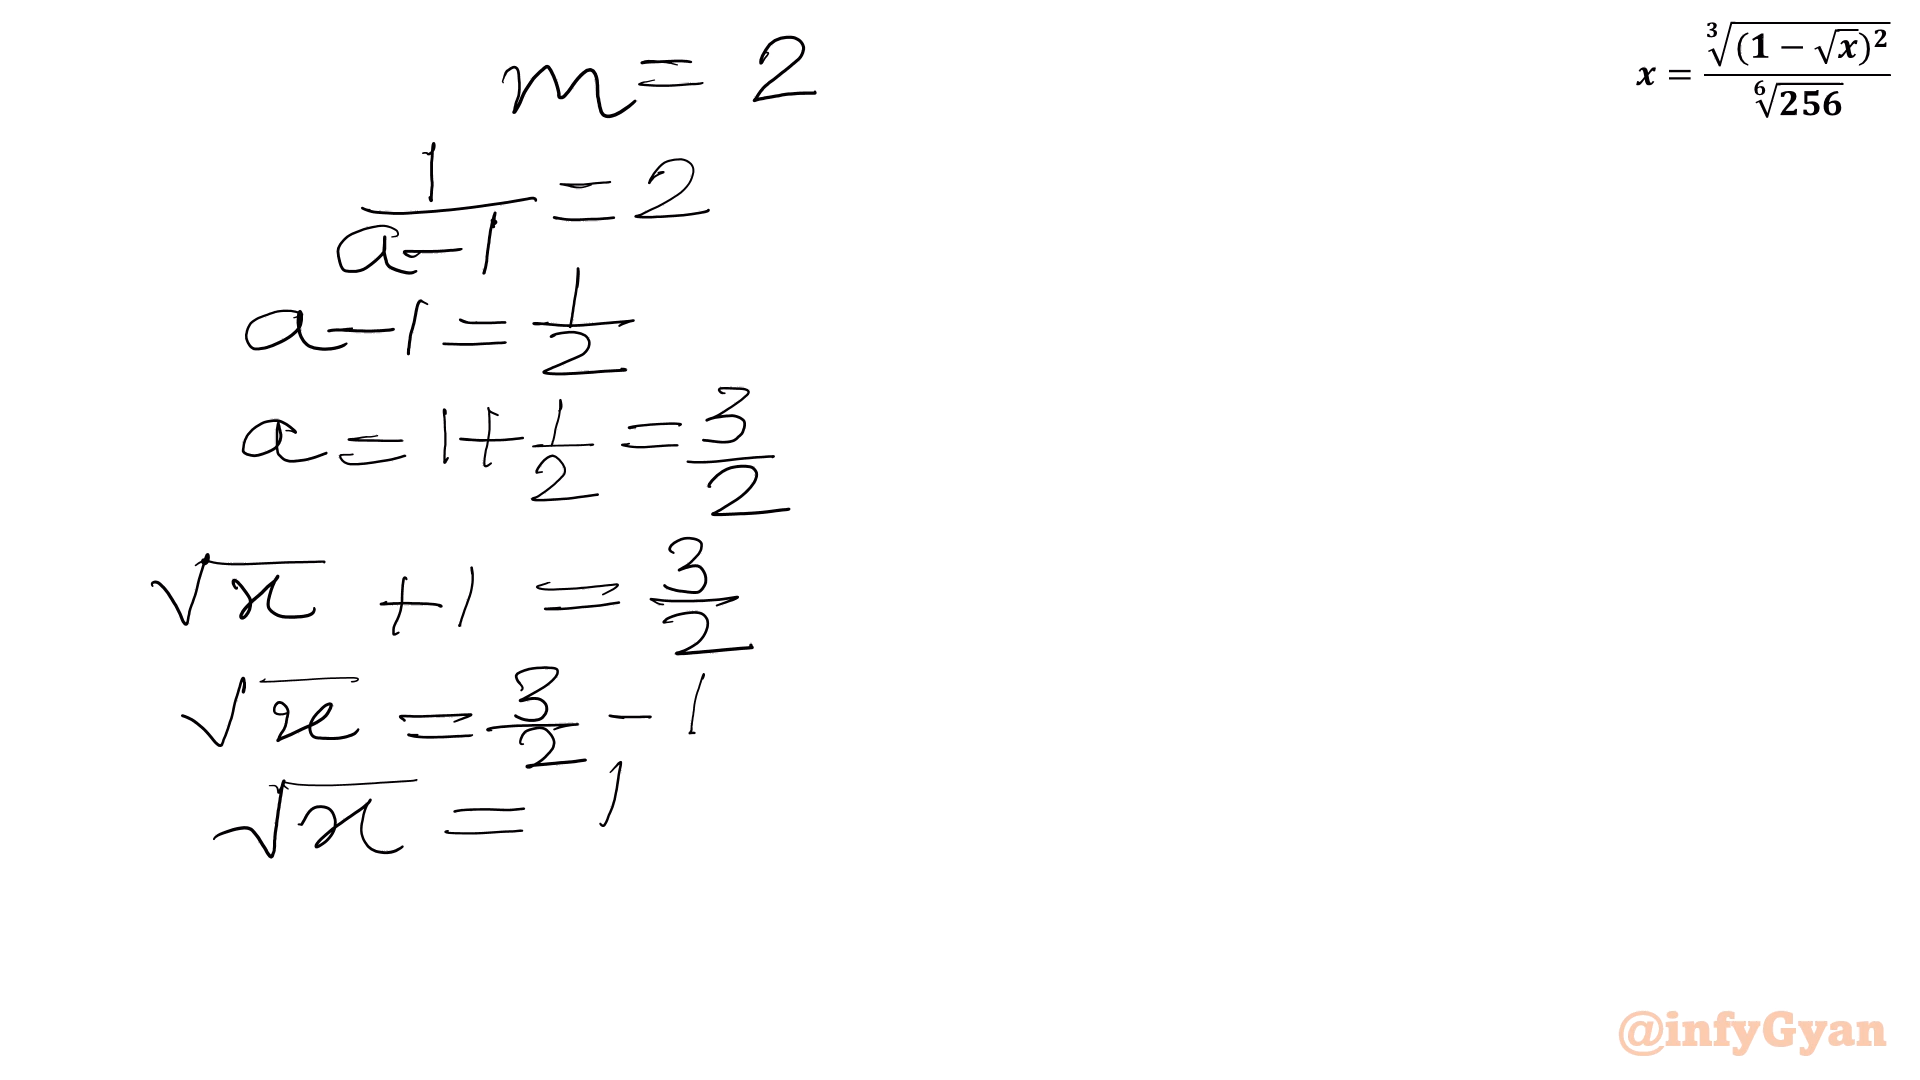 m = 2
1/(a-1) = 2
a-1 = 1/2
a = 1+1/2 = 3/2
√x +1 = 3/2
√x = 3/2 - 1
√x = 1
x = ∛((1 − √x)²) / ⁶√256
@infyGyan